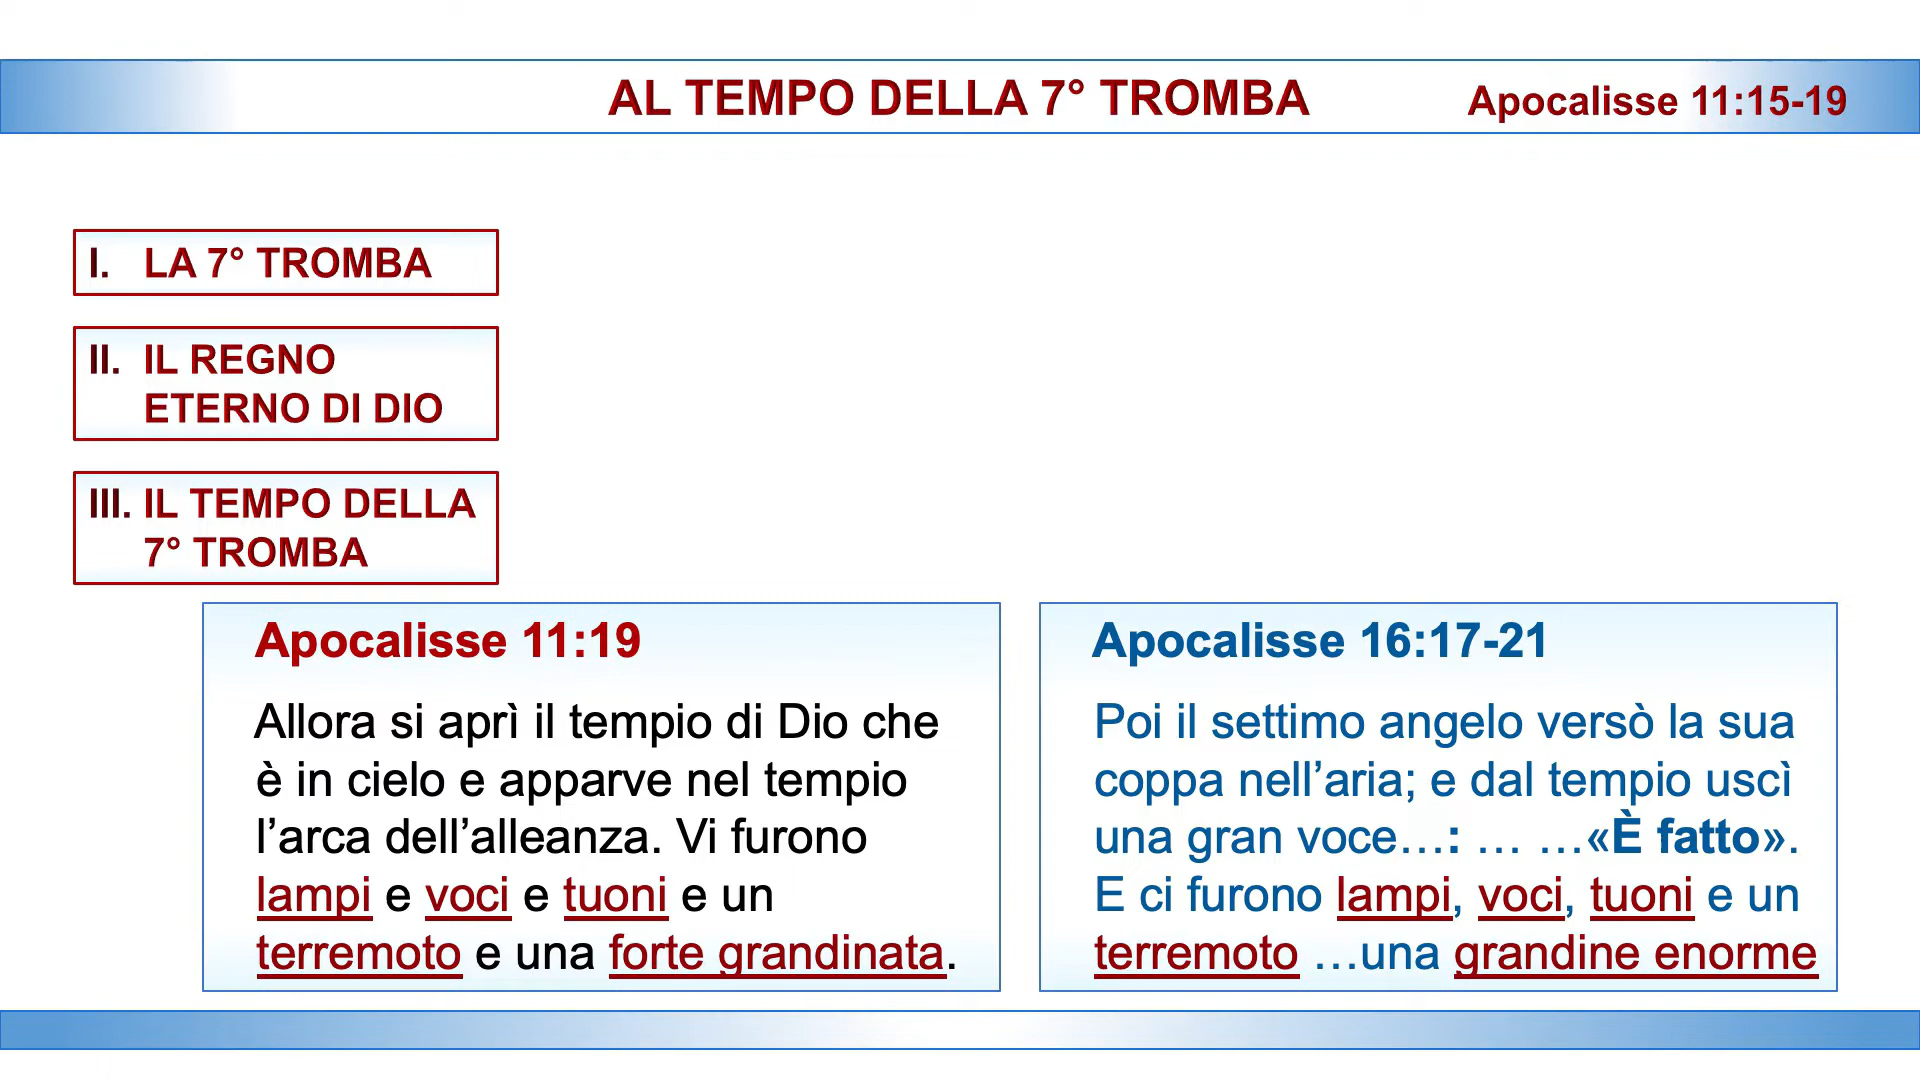 AL TEMPO DELLA 7° TROMBA
Apocalisse 11:15-19
I. LA 7° TROMBA
II. IL REGNO
ETERNO DI DIO
III. IL TEMPO DELLA
7° TROMBA
Apocalisse 11:19
Allora si aprì il tempio di Dio che
è in cielo e apparve nel tempio
l’arca dell’alleanza. Vi furono
lampi e voci e tuoni e un
terremoto e una forte grandinata.
Apocalisse 16:17-21
Poi il settimo angelo versò la sua
coppa nell’aria; e dal tempio uscì
una gran voce…: … …«È fatto».
E ci furono lampi, voci, tuoni e un
terremoto …una grandine enorme